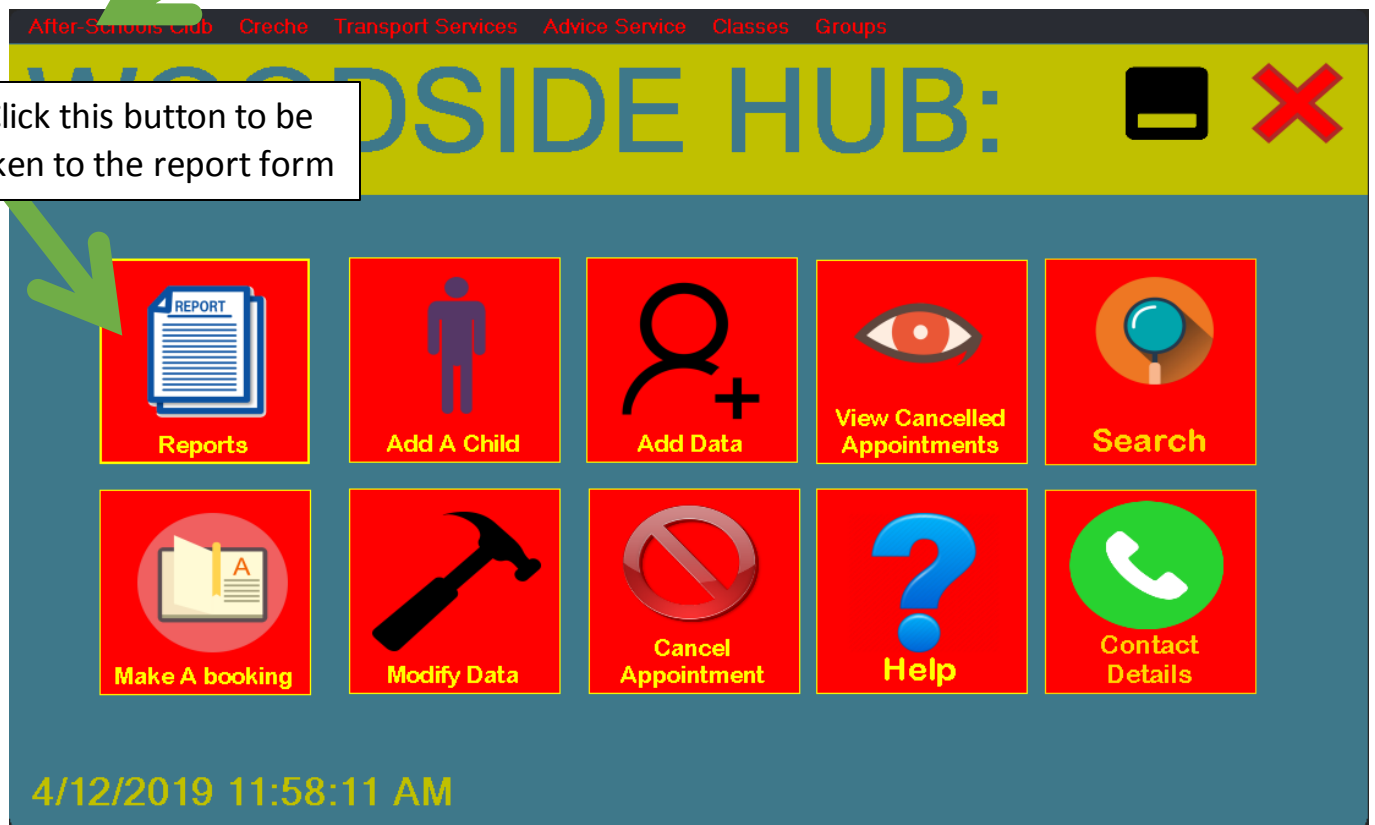 After-Schools Club Creche Transport Services Advice Service Classes Groups
WOODSIDE HUB:
lick this button to be
ken to the report form
REPORT
Reports
Add A Child
Add Data
View Cancelled
Appointments
Search
A
Make A booking
Modify Data
Cancel
Appointment
Help
Contact
Details
4/12/2019 11:58:11 AM